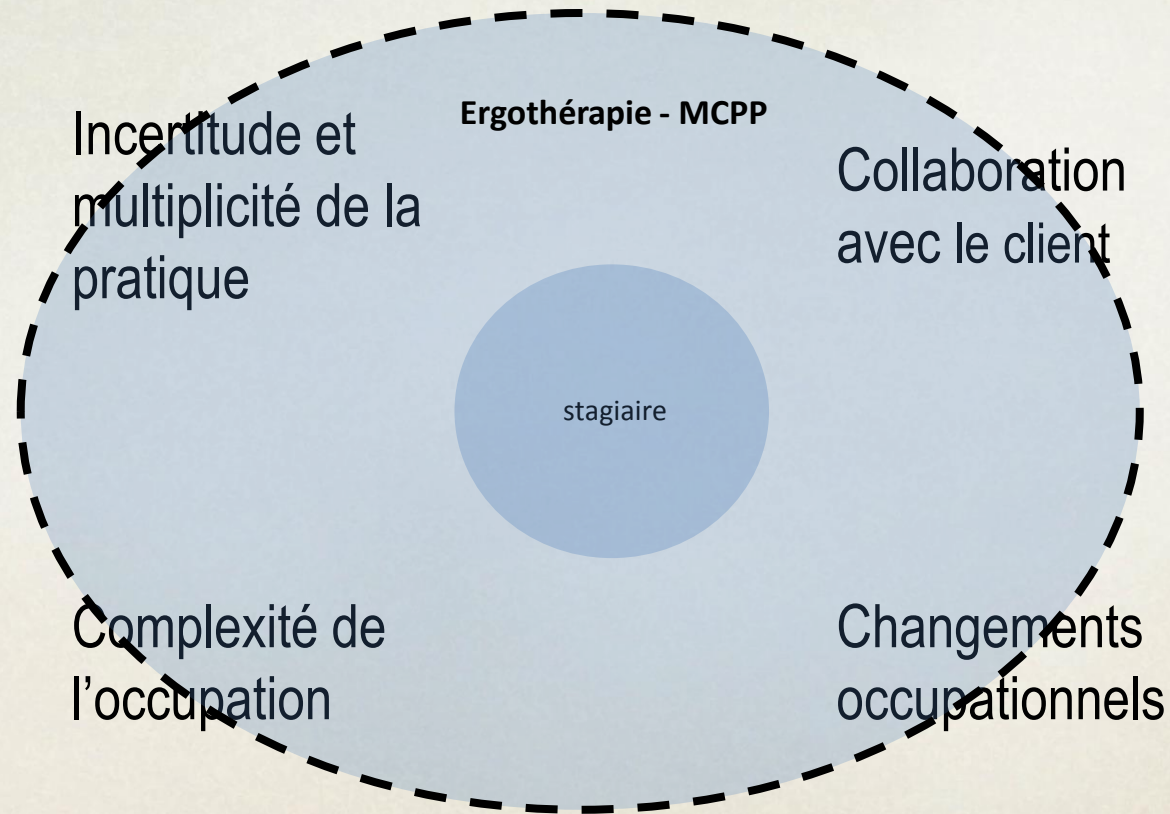 Ergothérapie - MCPP
Incertitude et
multiplicité de la
pratique
Collaboration
avec le client
stagiaire
Complexité de
l’occupation
Changements
occupationnels